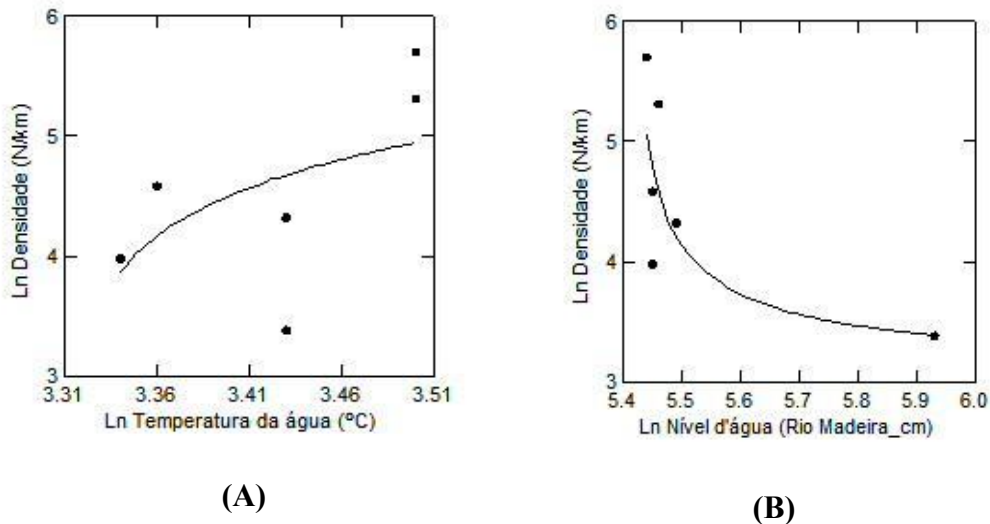 6
5
4
3
Ln Densidade (N/km)
3.31 3.36 3.41 3.46 3.51
Ln Temperatura da água (ºC)
(A)
6
5
4
3
Ln Densidade (N/km)
5.4 5.5 5.6 5.7 5.8 5.9 6.0
Ln Nível d'água (Rio Madeira_cm)
(B)